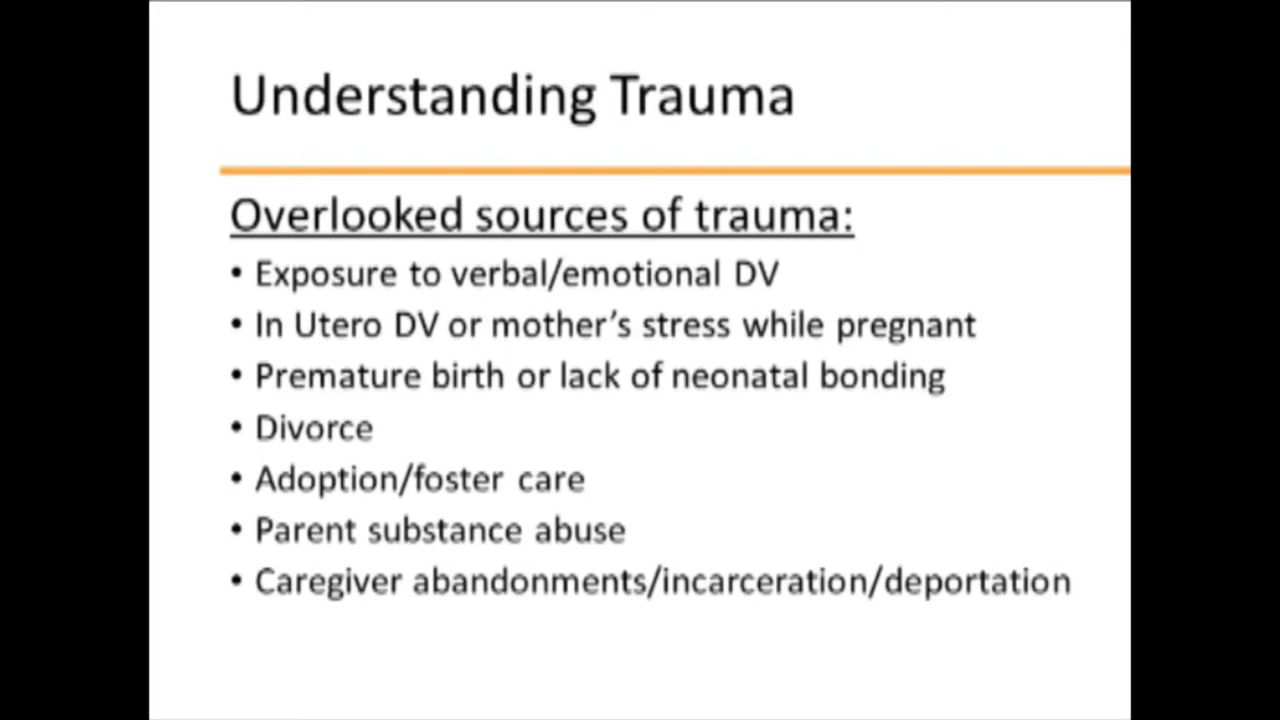 Understanding Trauma
Overlooked sources of trauma:
• Exposure to verbal/emotional DV
• In Utero DV or mother’s stress while pregnant
• Premature birth or lack of neonatal bonding
• Divorce
• Adoption/foster care
• Parent substance abuse
• Caregiver abandonments/incarceration/deportation